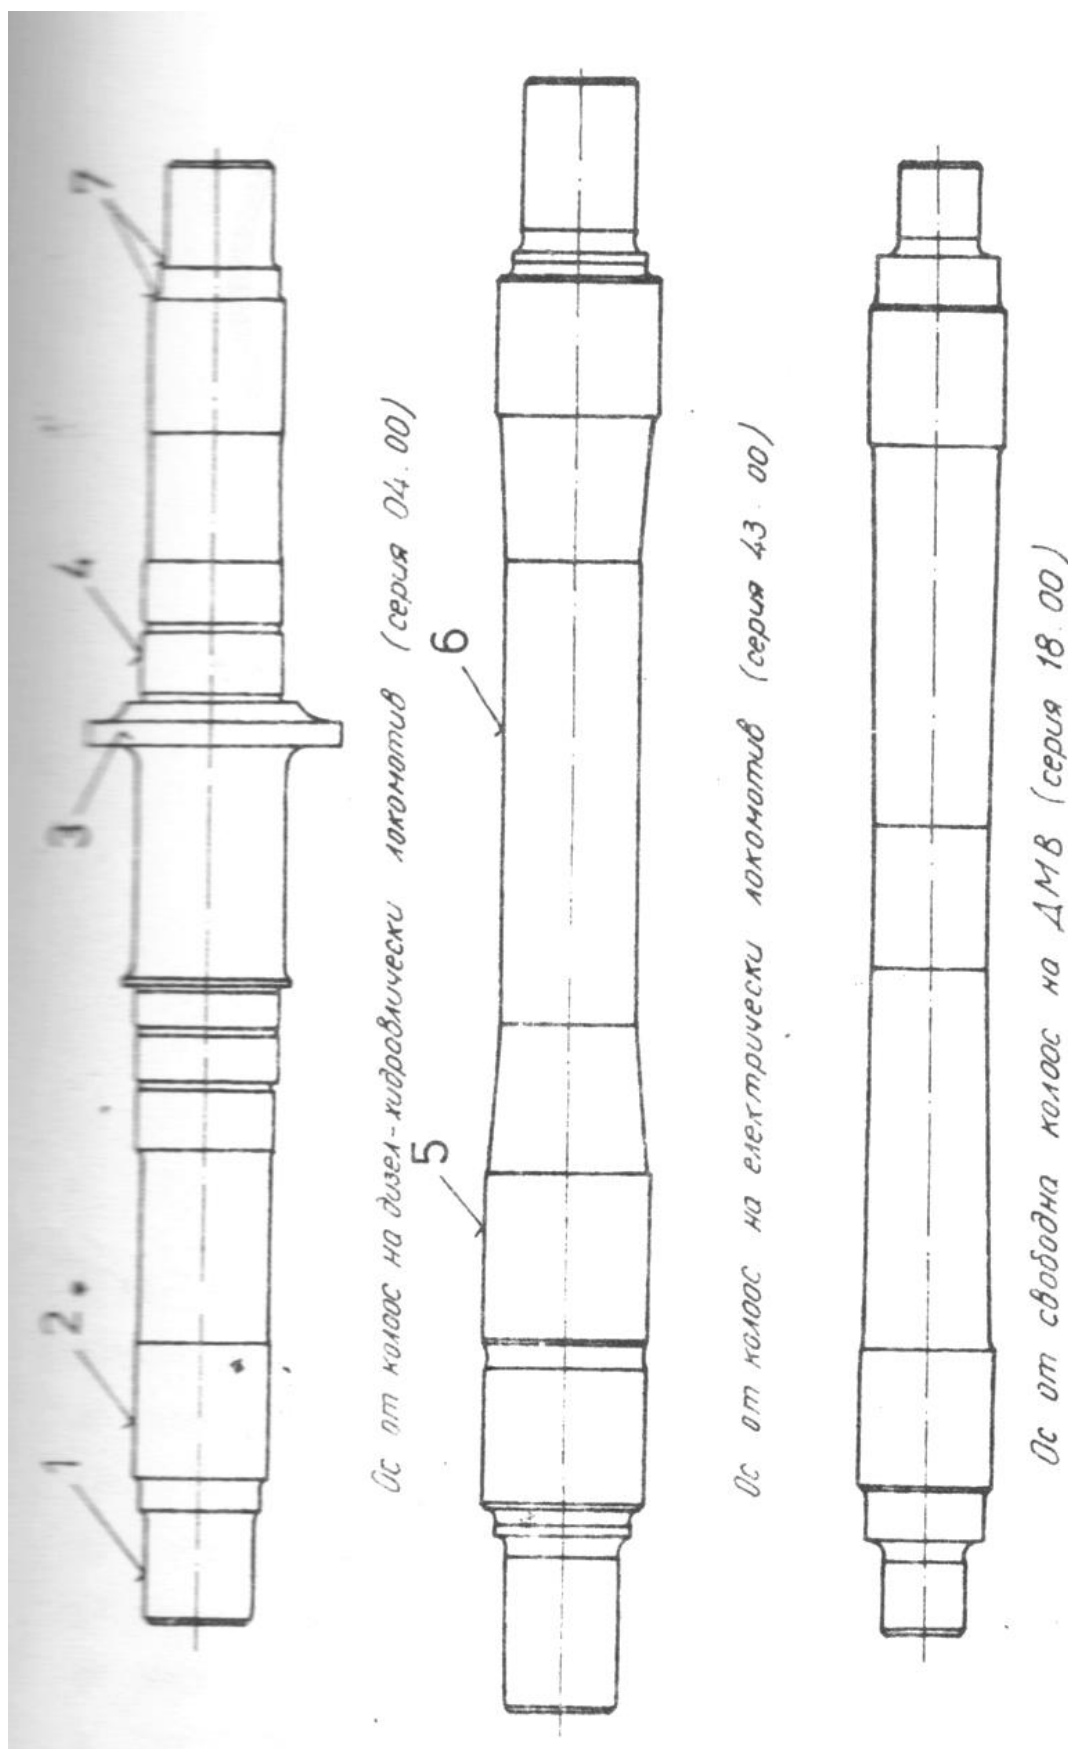 1 2 3 4 7
Ос от колоос на дизел-хидровлически локомотив (серия 04.00)
5 6
Ос от колоос на електрически локомотив (серия 43.00)
Ос от свободна колоос на ДМВ (серия 18.00)